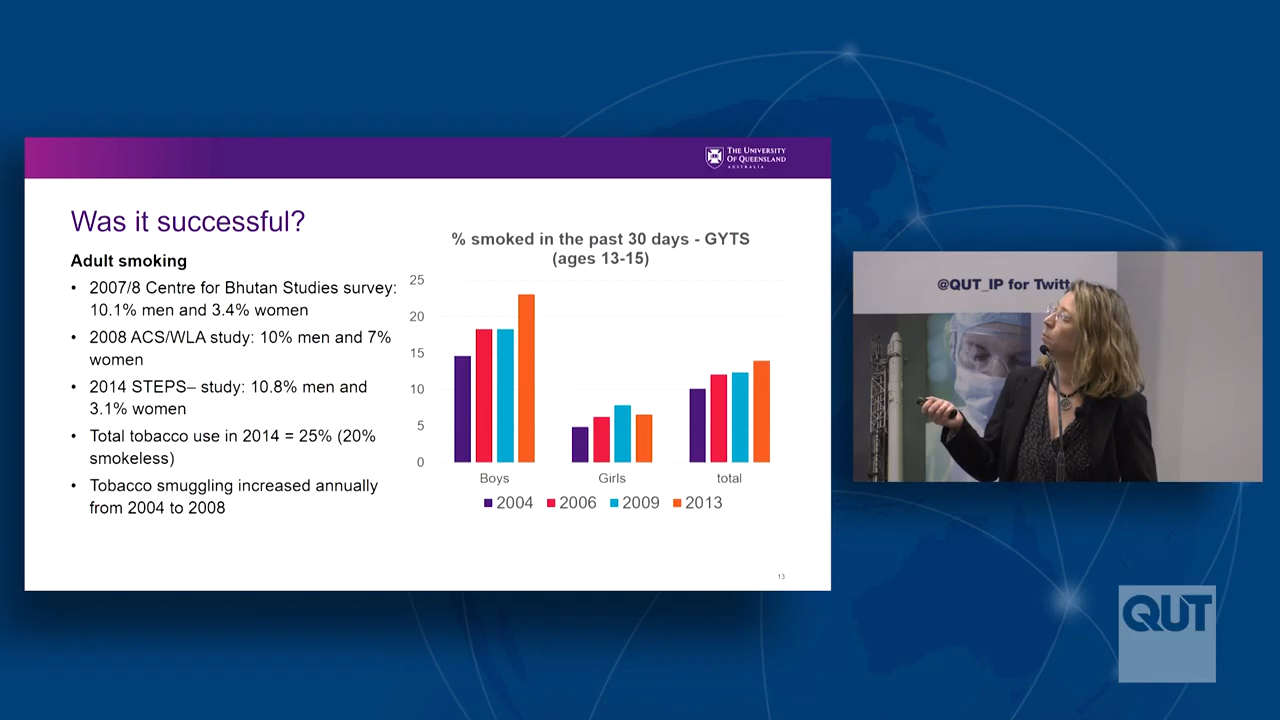 THE UNIVERSITY
OF QUEENSLAND
AUSTRALIA
Was it successful?
Adult smoking
• 2007/8 Centre for Bhutan Studies survey:
10.1% men and 3.4% women
• 2008 ACS/WLA study: 10% men and 7%
women
• 2014 STEPS– study: 10.8% men and
3.1% women
• Total tobacco use in 2014 = 25% (20%
smokeless)
• Tobacco smuggling increased annually
from 2004 to 2008
% smoked in the past 30 days - GYTS
(ages 13-15)
25
20
15
10
5
0
Boys Girls total
2004 2006 2009 2013
13
@QUT_IP for Twitt
QUT